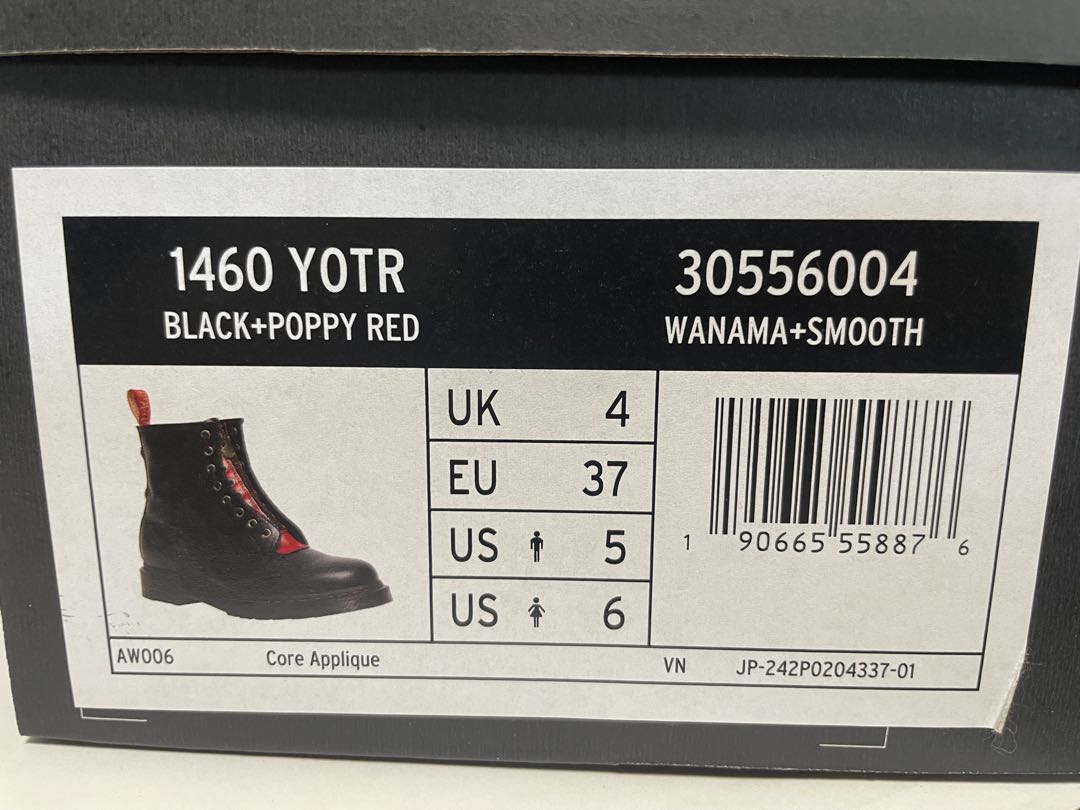 1460 YOTR
BLACK+POPPY RED
30556004
WANAMA+SMOOTH
UK 4
EU 37
US 5
US 6
1 90665 55887 6
AW006 Core Applique VN JP-242P0204337-01